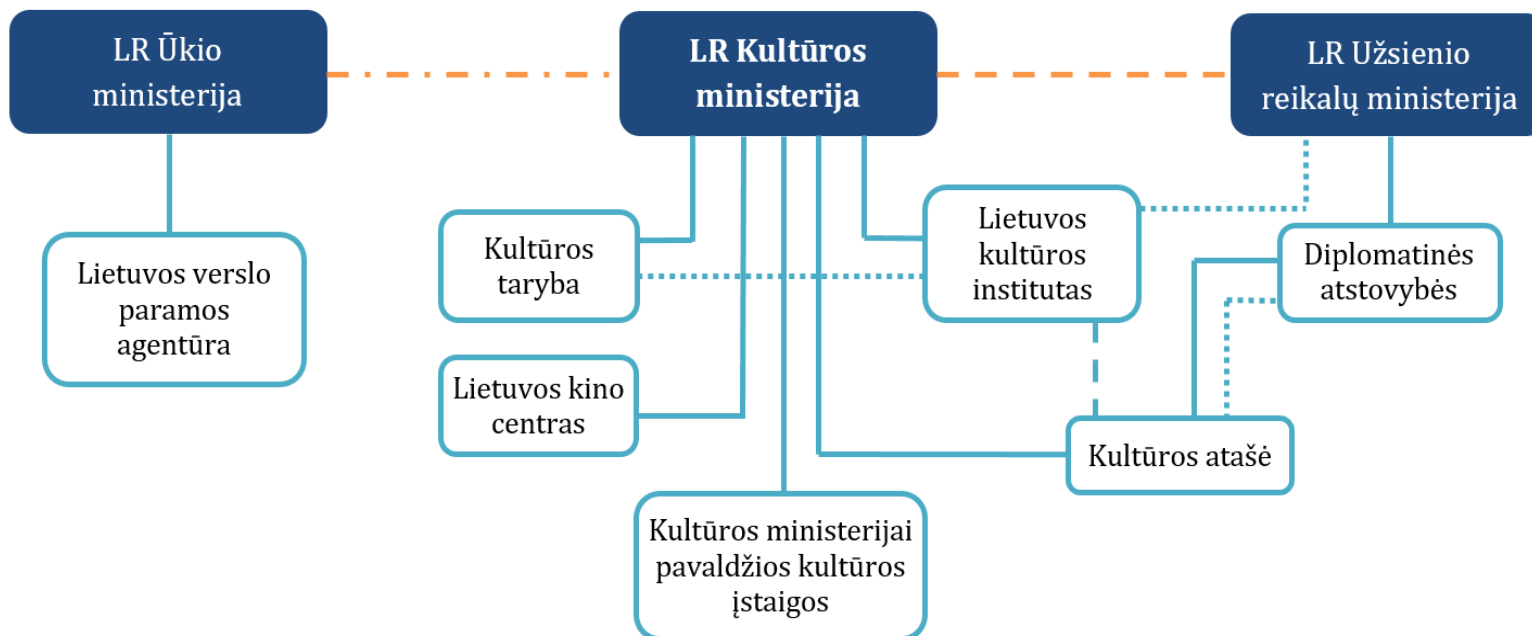 LR Ūkio
ministerija
LR Kultūros
ministerija
LR Užsienio
reikalų ministerija
Lietuvos verslo
paramos
agentūra
Kultūros
taryba
Lietuvos
kultūros
institutas
Diplomatinės
atstovybės
Lietuvos kino
centras
Kultūros atašė
Kultūros ministerijai
pavaldžios kultūros
įstaigos